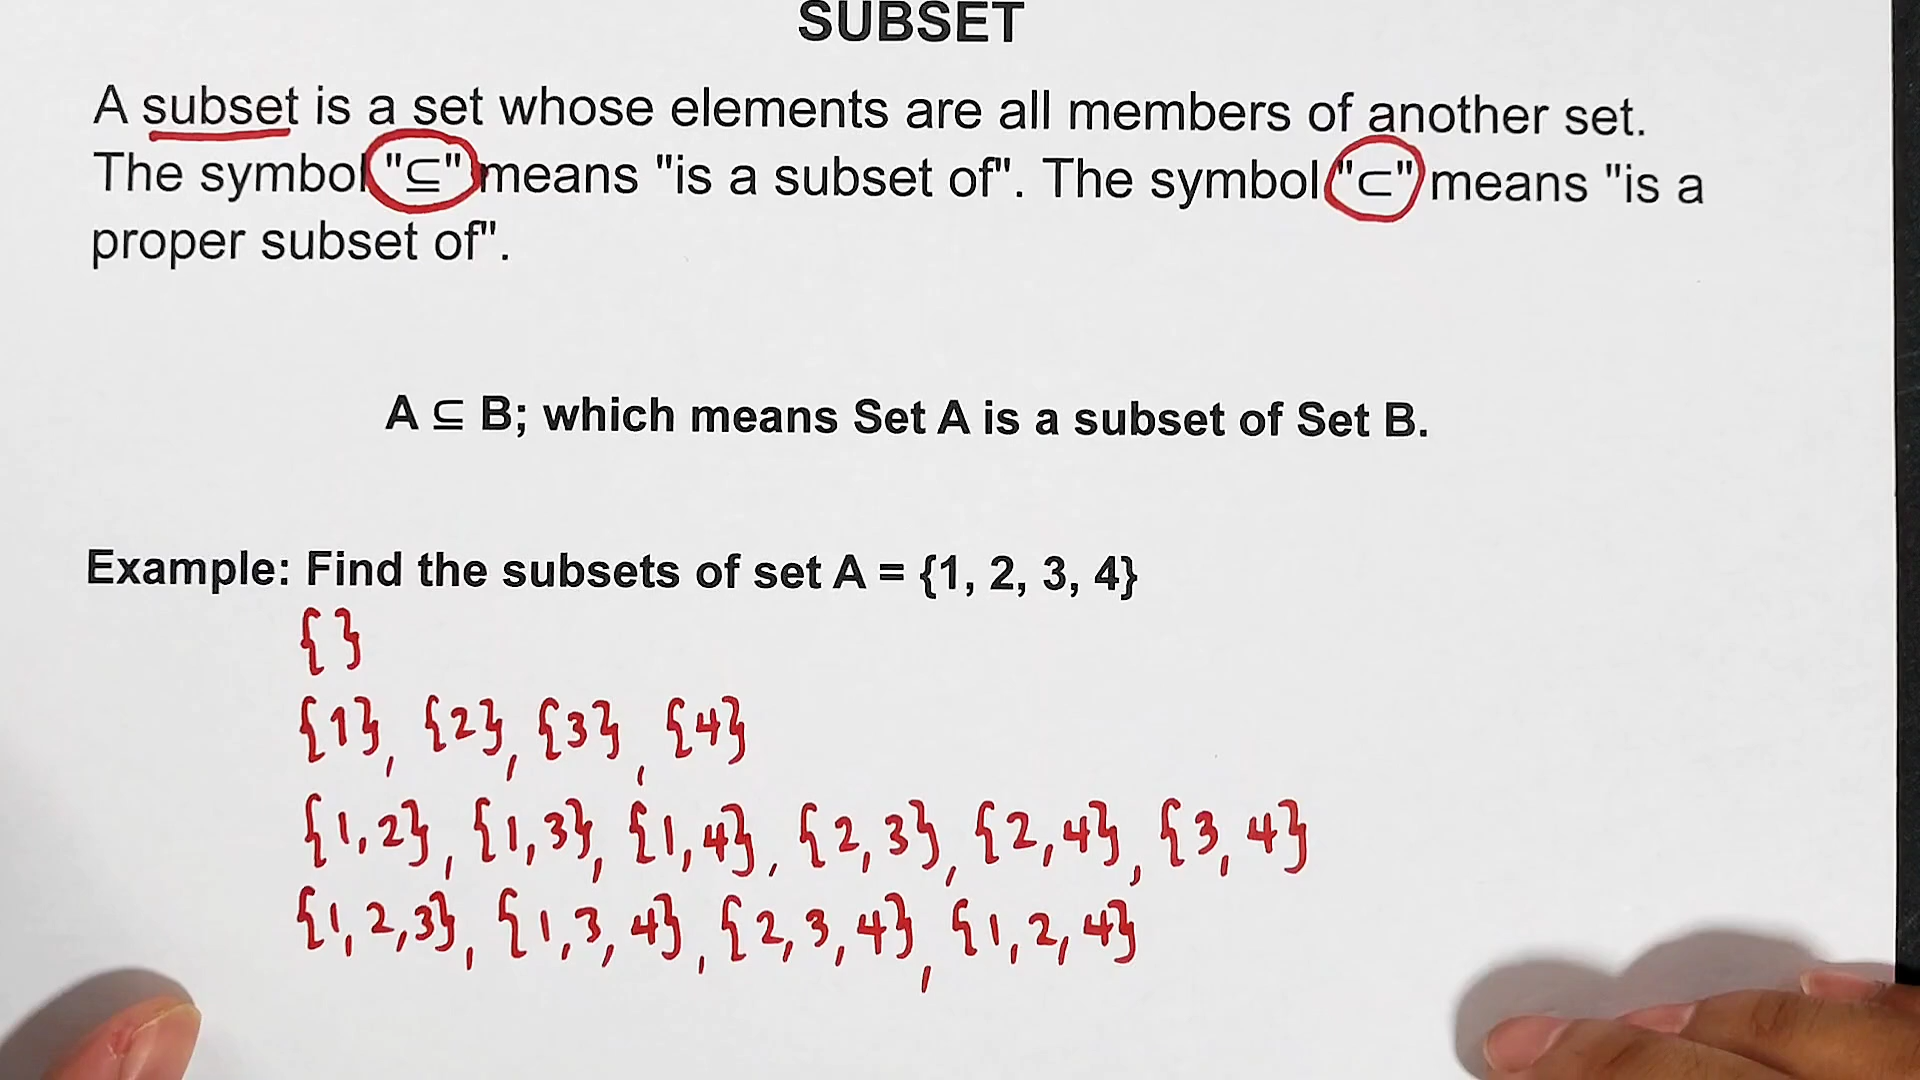 SUBSET
A subset is a set whose elements are all members of another set.
The symbol "⊆" means "is a subset of". The symbol "⊂" means "is a
proper subset of".
A ⊆ B; which means Set A is a subset of Set B.
Example: Find the subsets of set A = {1, 2, 3, 4}
{}
{1}, {2}, {3}, {4}
{1,2}, {1,3}, {1,4}, {2,3}, {2,4}, {3,4}
{1,2,3}, {1,3,4}, {2,3,4}, {1,2,4}